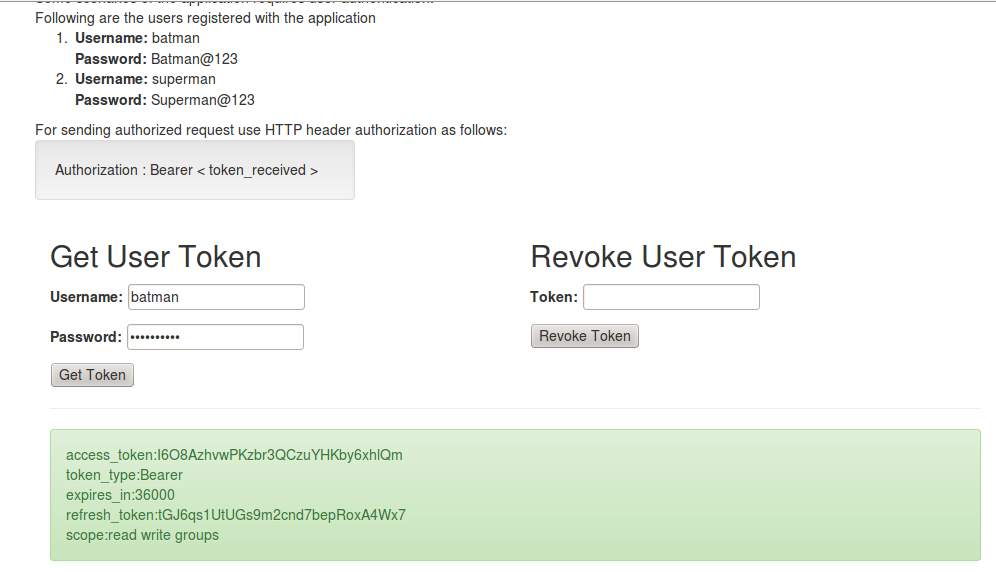 Following are the users registered with the application
1. Username: batman
Password: Batman@123
2. Username: superman
Password: Superman@123
For sending authorized request use HTTP header authorization as follows:
Authorization : Bearer < token_received >
Get User Token
Username: batman
Password: ••••••••••
Get Token
Revoke User Token
Token:
Revoke Token
access_token:I6O8AzhvwPKzbr3QCzuYHKby6xhlQm
token_type:Bearer
expires_in:36000
refresh_token:tGJ6qs1UtUGs9m2cnd7bepRoxA4Wx7
scope:read write groups